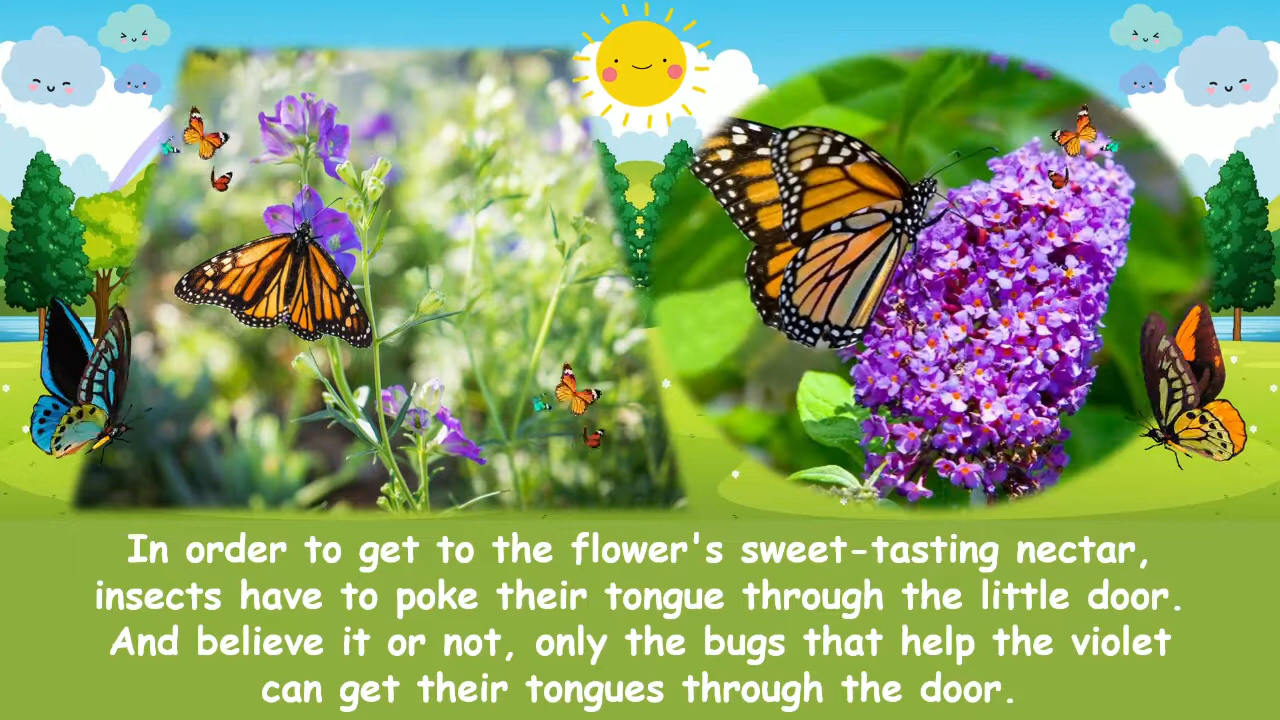 In order to get to the flower's sweet-tasting nectar,
insects have to poke their tongue through the little door.
And believe it or not, only the bugs that help the violet
can get their tongues through the door.